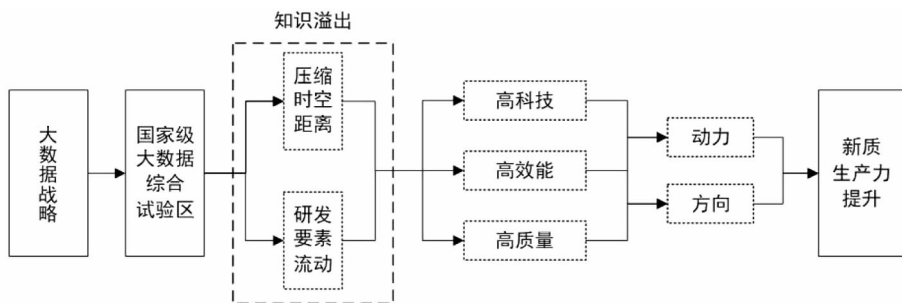 知识溢出
大数据战略
国家级
大数据
综合
试验区
压缩
时空
距离
研发
要素
流动
高科技
高效能
高质量
动力
方向
新质
生产力
提升